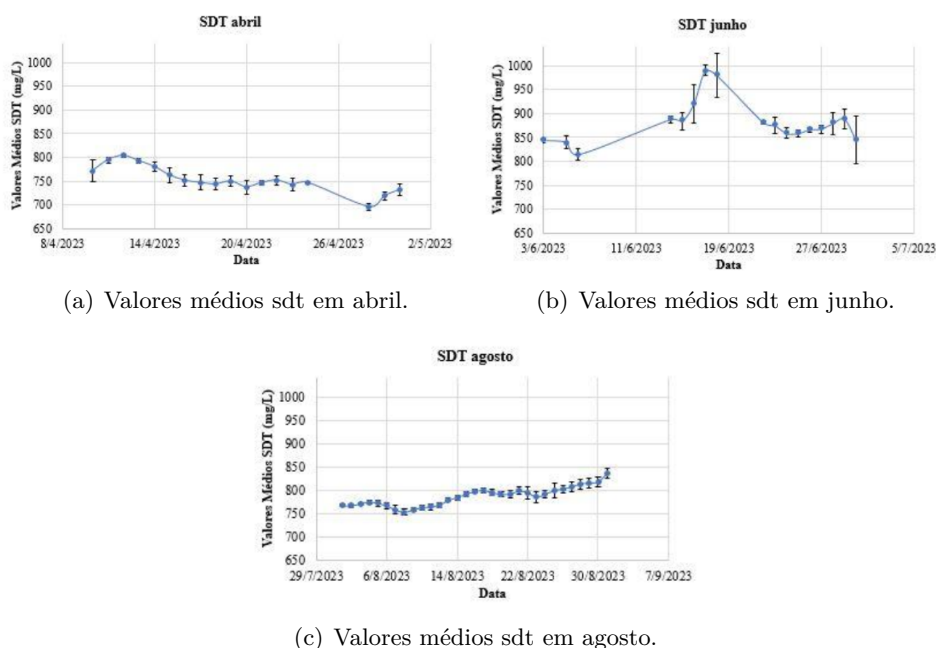 SDT abril
Valores Médios SDT (mg/L)
1000
950
900
850
800
750
700
650
8/4/2023 14/4/2023 20/4/2023 26/4/2023 2/5/2023
Data
(a) Valores médios sdt em abril.
SDT junho
Valores Médios SDT (mg/L)
1000
950
900
850
800
750
700
650
3/6/2023 11/6/2023 19/6/2023 27/6/2023 5/7/2023
Data
(b) Valores médios sdt em junho.
SDT agosto
Valores Médios SDT (mg/L)
1000
950
900
850
800
750
700
650
29/7/2023 6/8/2023 14/8/2023 22/8/2023 30/8/2023 7/9/2023
Data
(c) Valores médios sdt em agosto.